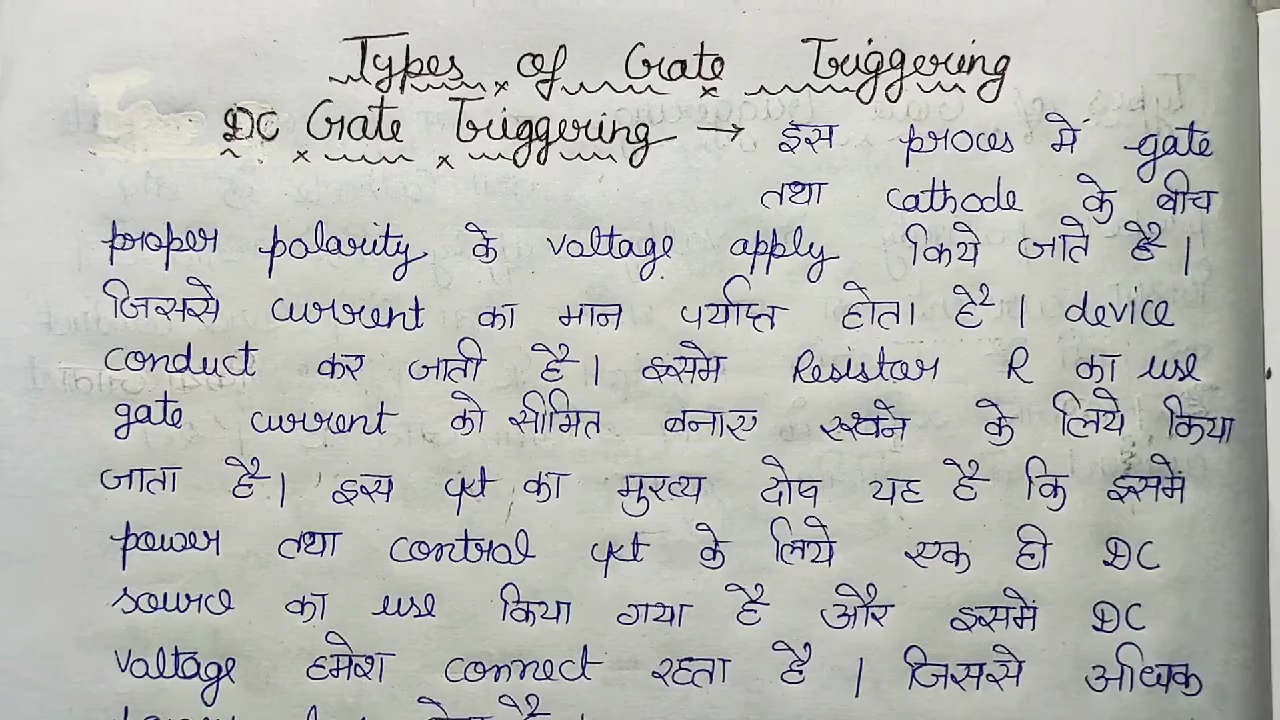 Types of Gate Triggering
DC Gate Triggering → इस proces में gate
तथा cathode के बीच
proper polarity के voltage apply किये जाते है।
जिससे current का मान पर्याप्त होता है। device
conduct कर जाती है। इसमे Resistor R का use
gate current को सीमित बनाए रखने के लिये किया
जाता है। इस ckt का मुख्य दोष यह है कि इसमें
power तथा control ckt के लिये एक ही DC
source का use किया गया है और इसमें DC
voltage हमेश connect रहता है। जिससे अधिक